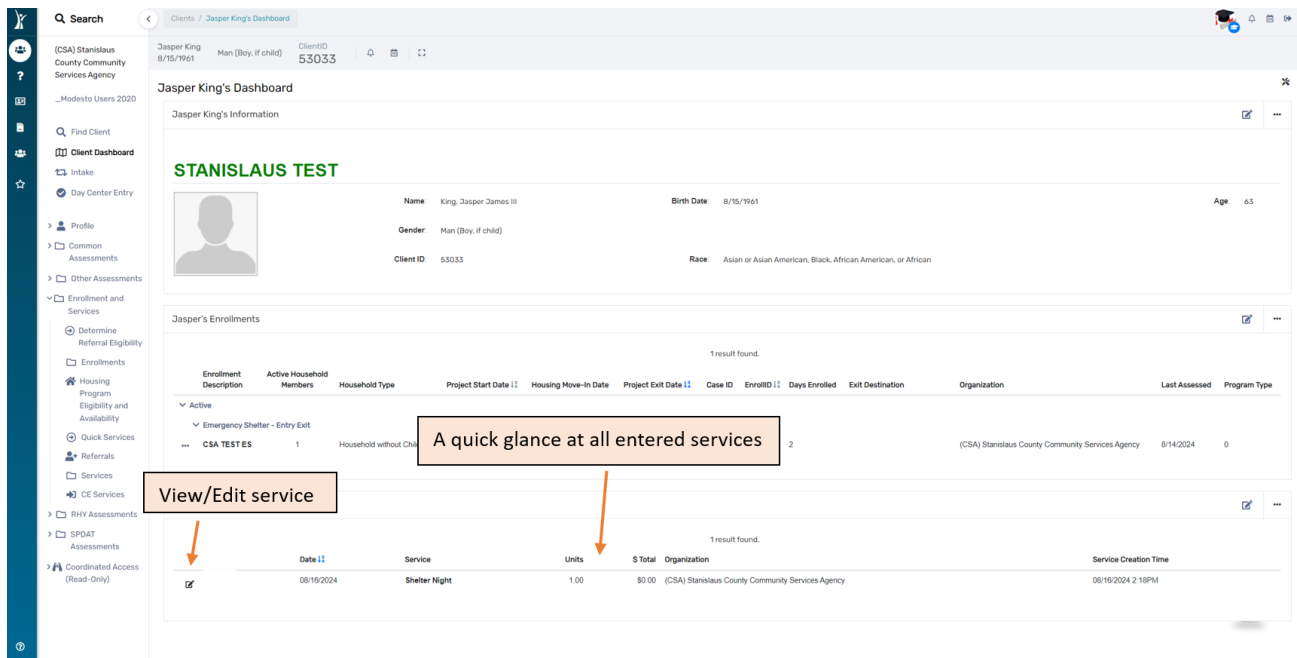 Search
Clients / Jasper King's Dashboard
(CSA) Stanislaus
County Community
Services Agency
Jasper King
8/15/1961
Man (Boy, if child)
ClientID
53033
_Modesto Users 2020
Find Client
Client Dashboard
Intake
Day Center Entry
Profile
Common
Assessments
Other Assessments
Enrollment and
Services
Determine
Referral Eligibility
Enrollments
Housing
Program
Eligibility and
Availability
Quick Services
Referrals
Services
CE Services
RHY Assessments
SPDAT
Assessments
Coordinated Access
(Read-Only)
Jasper King's Dashboard
Jasper King's Information
STANISLAUS TEST
Name: King, Jasper James III Birth Date: 8/15/1961 Age: 63
Gender: Man (Boy, if child)
Client ID: 53033 Race: Asian or Asian American, Black, African American, or African
Jasper's Enrollments
1 result found.
Enrollment Description Active Household Members Household Type Project Start Date Housing Move-In Date Project Exit Date Case ID EnrollID Days Enrolled Exit Destination Organization Last Assessed Program Type
Active
Emergency Shelter - Entry Exit
CSA TEST ES 1 Household without 2 (CSA) Stanislaus County Community Services Agency 8/14/2024 0
A quick glance at all entered services
View/Edit service
1 result found.
Date Service Units $ Total Organization Service Creation Time
08/16/2024 Shelter Night 1.00 $0.00 (CSA) Stanislaus County Community Services Agency 08/16/2024 2:18PM